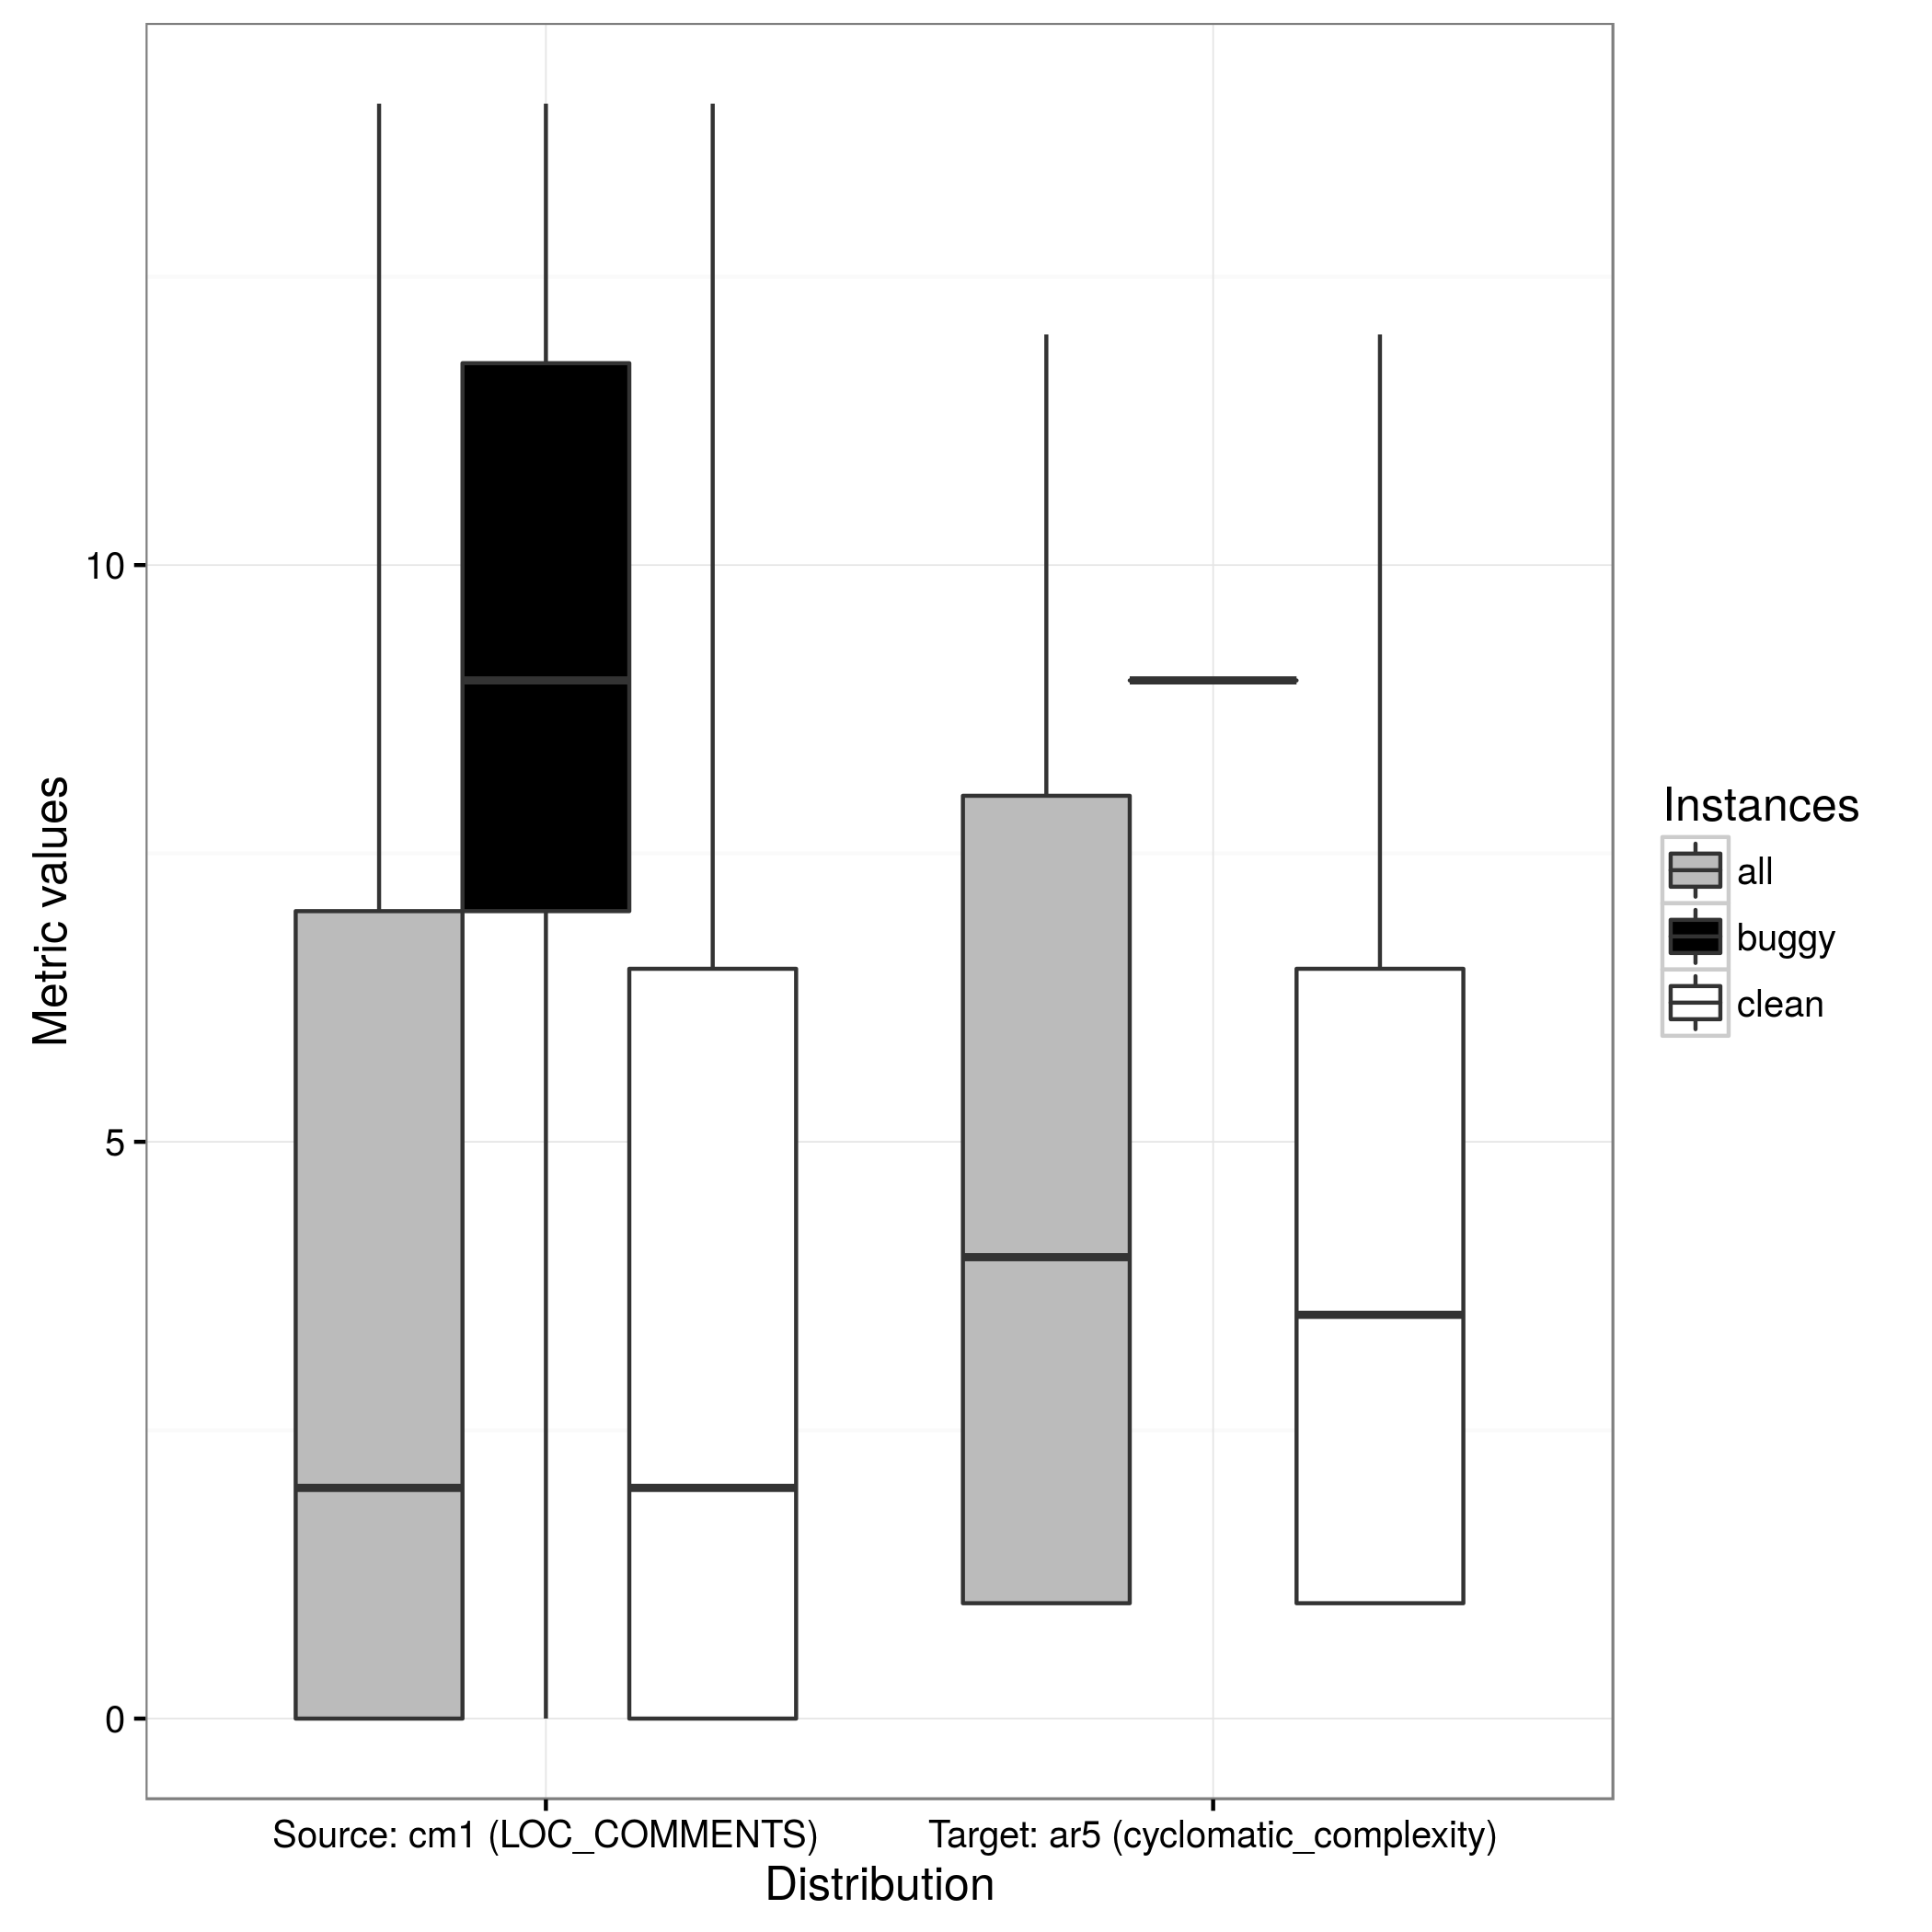 Metric values
10
5
0
Source: cm1 (LOC_COMMENTS)
Target: ar5 (cyclomatic_complexity)
Distribution
Instances
all
buggy
clean